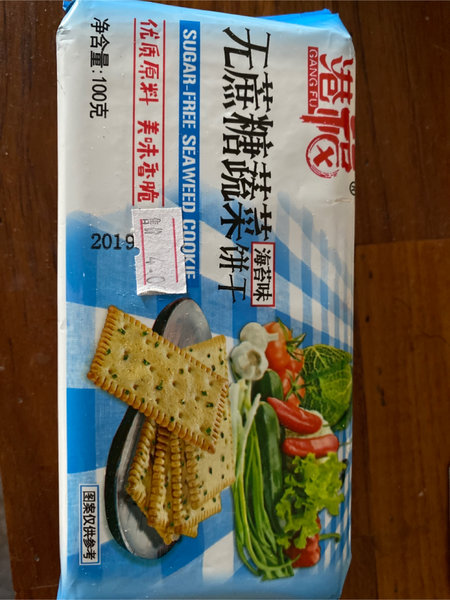 港福
GANG FU
®
无蔗糖蔬菜饼干
海苔味
SUGAR-FREE SEAWEED COOKIE
优质原料 美味香脆
净含量:100克
2019
4.0
图案仅供参考